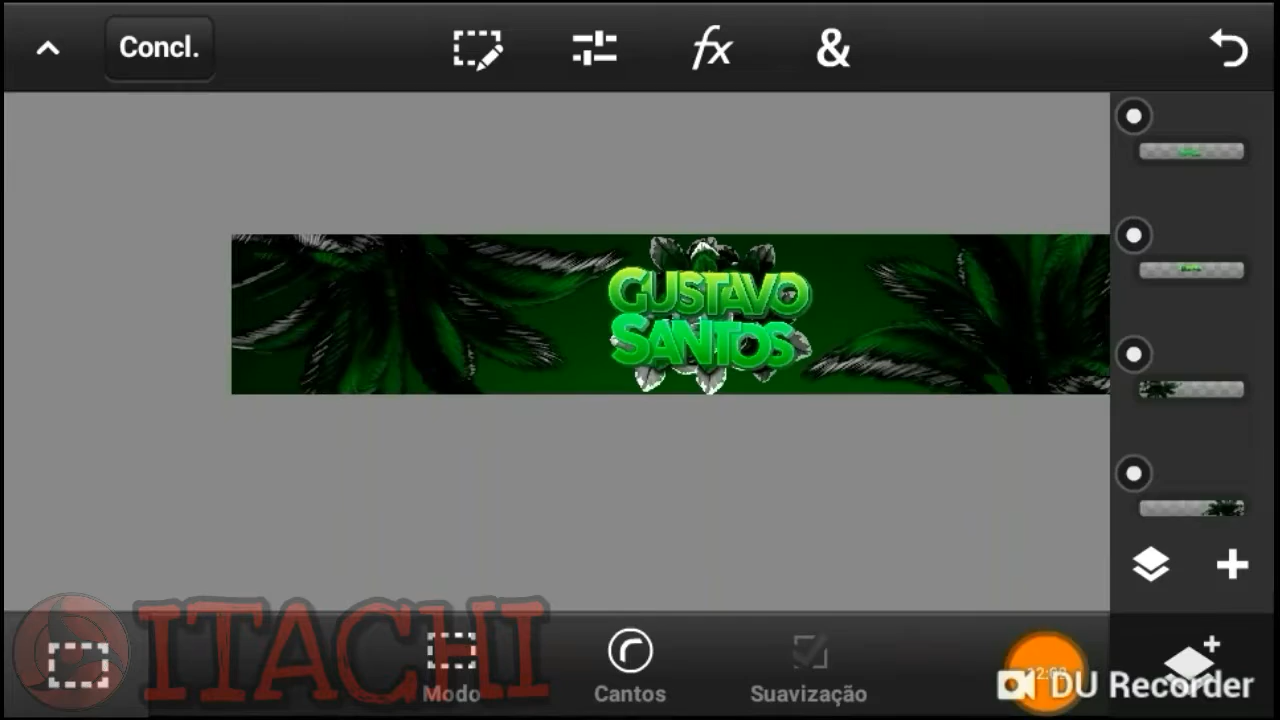 Concl.
fx
&
GUSTAVO
SANTOS
ITACHI
Modo
Cantos
Suavização
DU Recorder